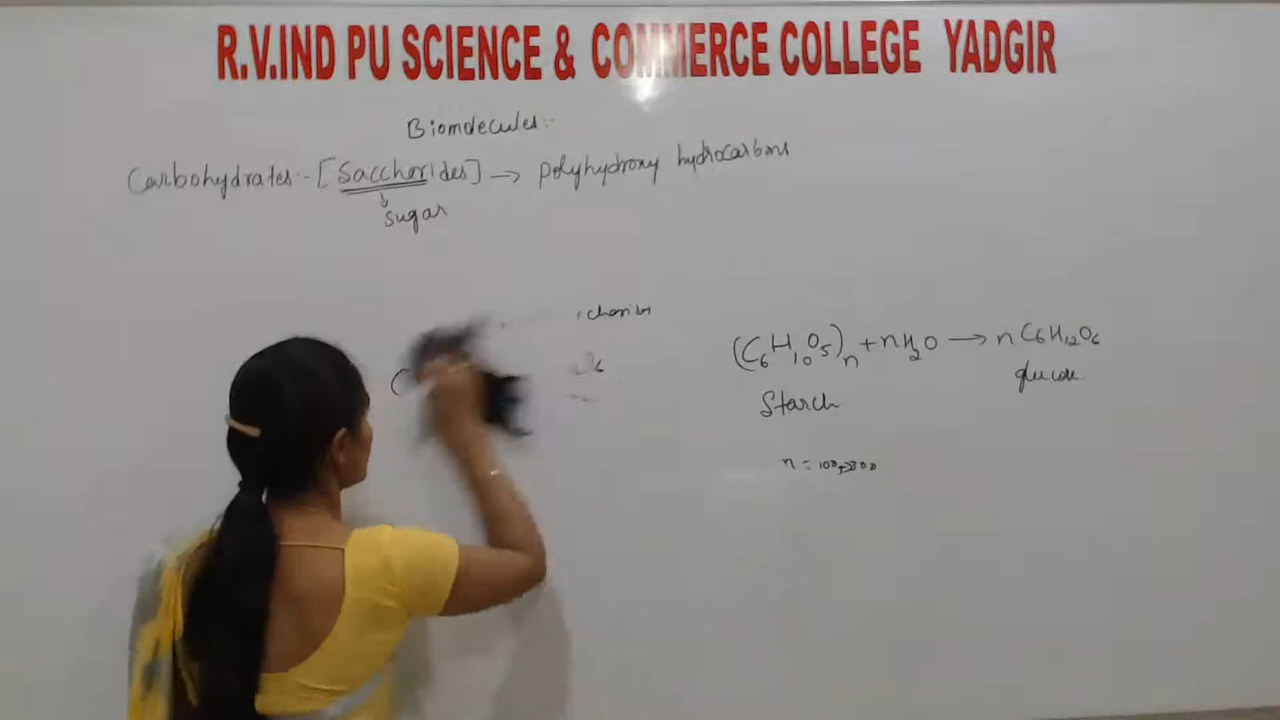 R.V.IND PU SCIENCE & COMMERCE COLLEGE YADGIR
Biomolecules:-
Carbohydrates:- [Saccharides] → polyhydroxy hydrocarbons
↓
sugar
(C₆H₁₀O₅)ₙ + nH₂O → nC₆H₁₂O₆
Starch glucose